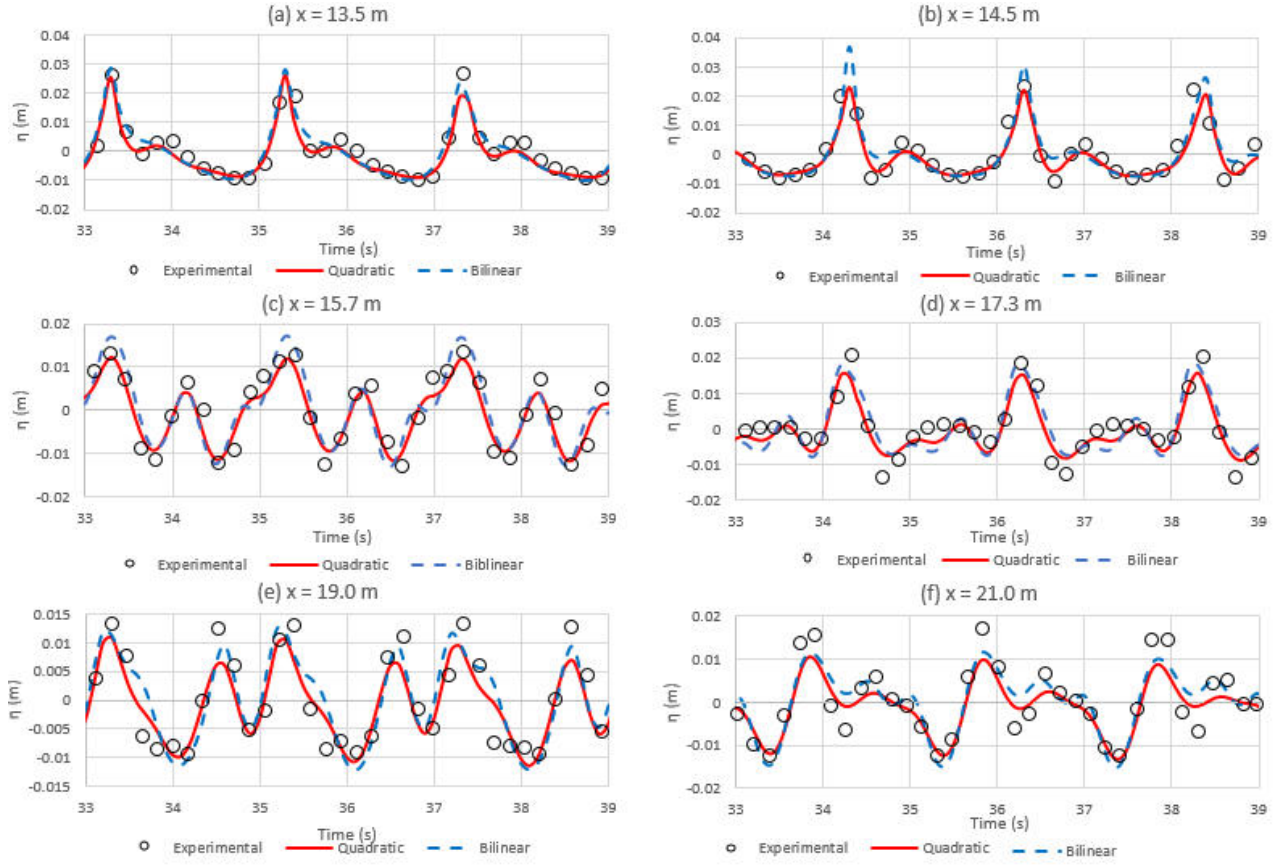 (a) x = 13.5 m
0.05
0.04
0.03
0.02
0.01
0
-0.01
-0.02
η (m)
33 34 35 36 37 38 39
Time (s)
Experimental Quadratic Bilinear
(b) x = 14.5 m
0.04
0.03
0.02
0.01
0
-0.01
-0.02
η (m)
33 34 35 36 37 38 39
Time (s)
Experimental Quadratic Bilinear
(c) x = 15.7 m
0.02
0.01
0
-0.01
-0.02
η (m)
33 34 35 36 37 38 39
Time (s)
Experimental Quadratic Biblinear
(d) x = 17.3 m
0.03
0.02
0.01
0
-0.01
-0.02
η (m)
33 34 35 36 37 38 39
Time (s)
Experimental Quadratic Bilinear
(e) x = 19.0 m
0.015
0.01
0.005
0
-0.005
-0.01
-0.015
η (m)
33 34 35 36 37 38 39
Time (s)
Experimental Quadratic Bilinear
(f) x = 21.0 m
0.02
0.01
0
-0.01
-0.02
η (m)
33 34 35 36 37 38 39
Time (s)
Experimental Quadratic Bilinear